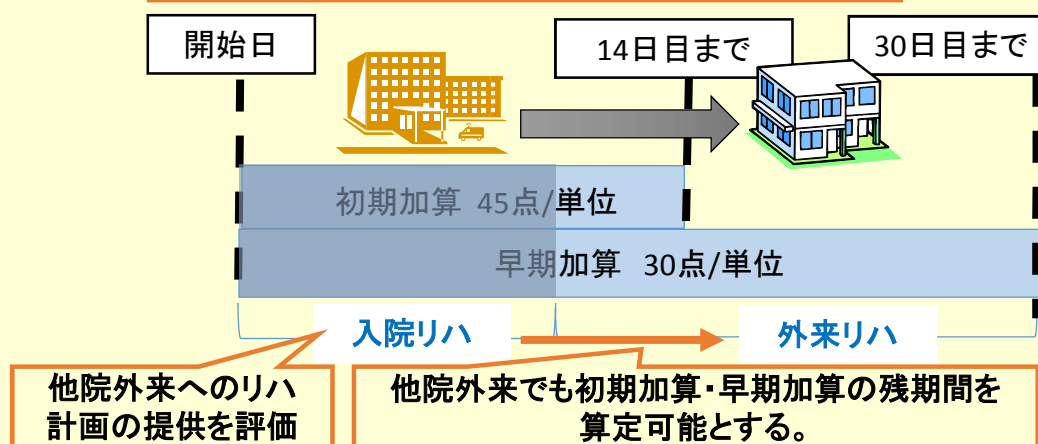 開始日
14日目まで
30日目まで
初期加算 45点/単位
早期加算 30点/単位
入院リハ
外来リハ
他院外来へのリハ
計画の提供を評価
他院外来でも初期加算・早期加算の残期間を
算定可能とする。